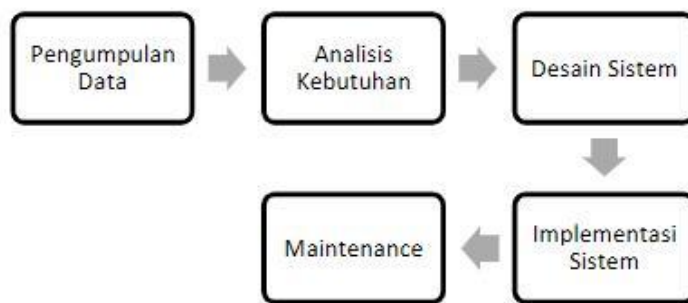 Pengumpulan
Data
Analisis
Kebutuhan
Desain Sistem
Implementasi
Sistem
Maintenance